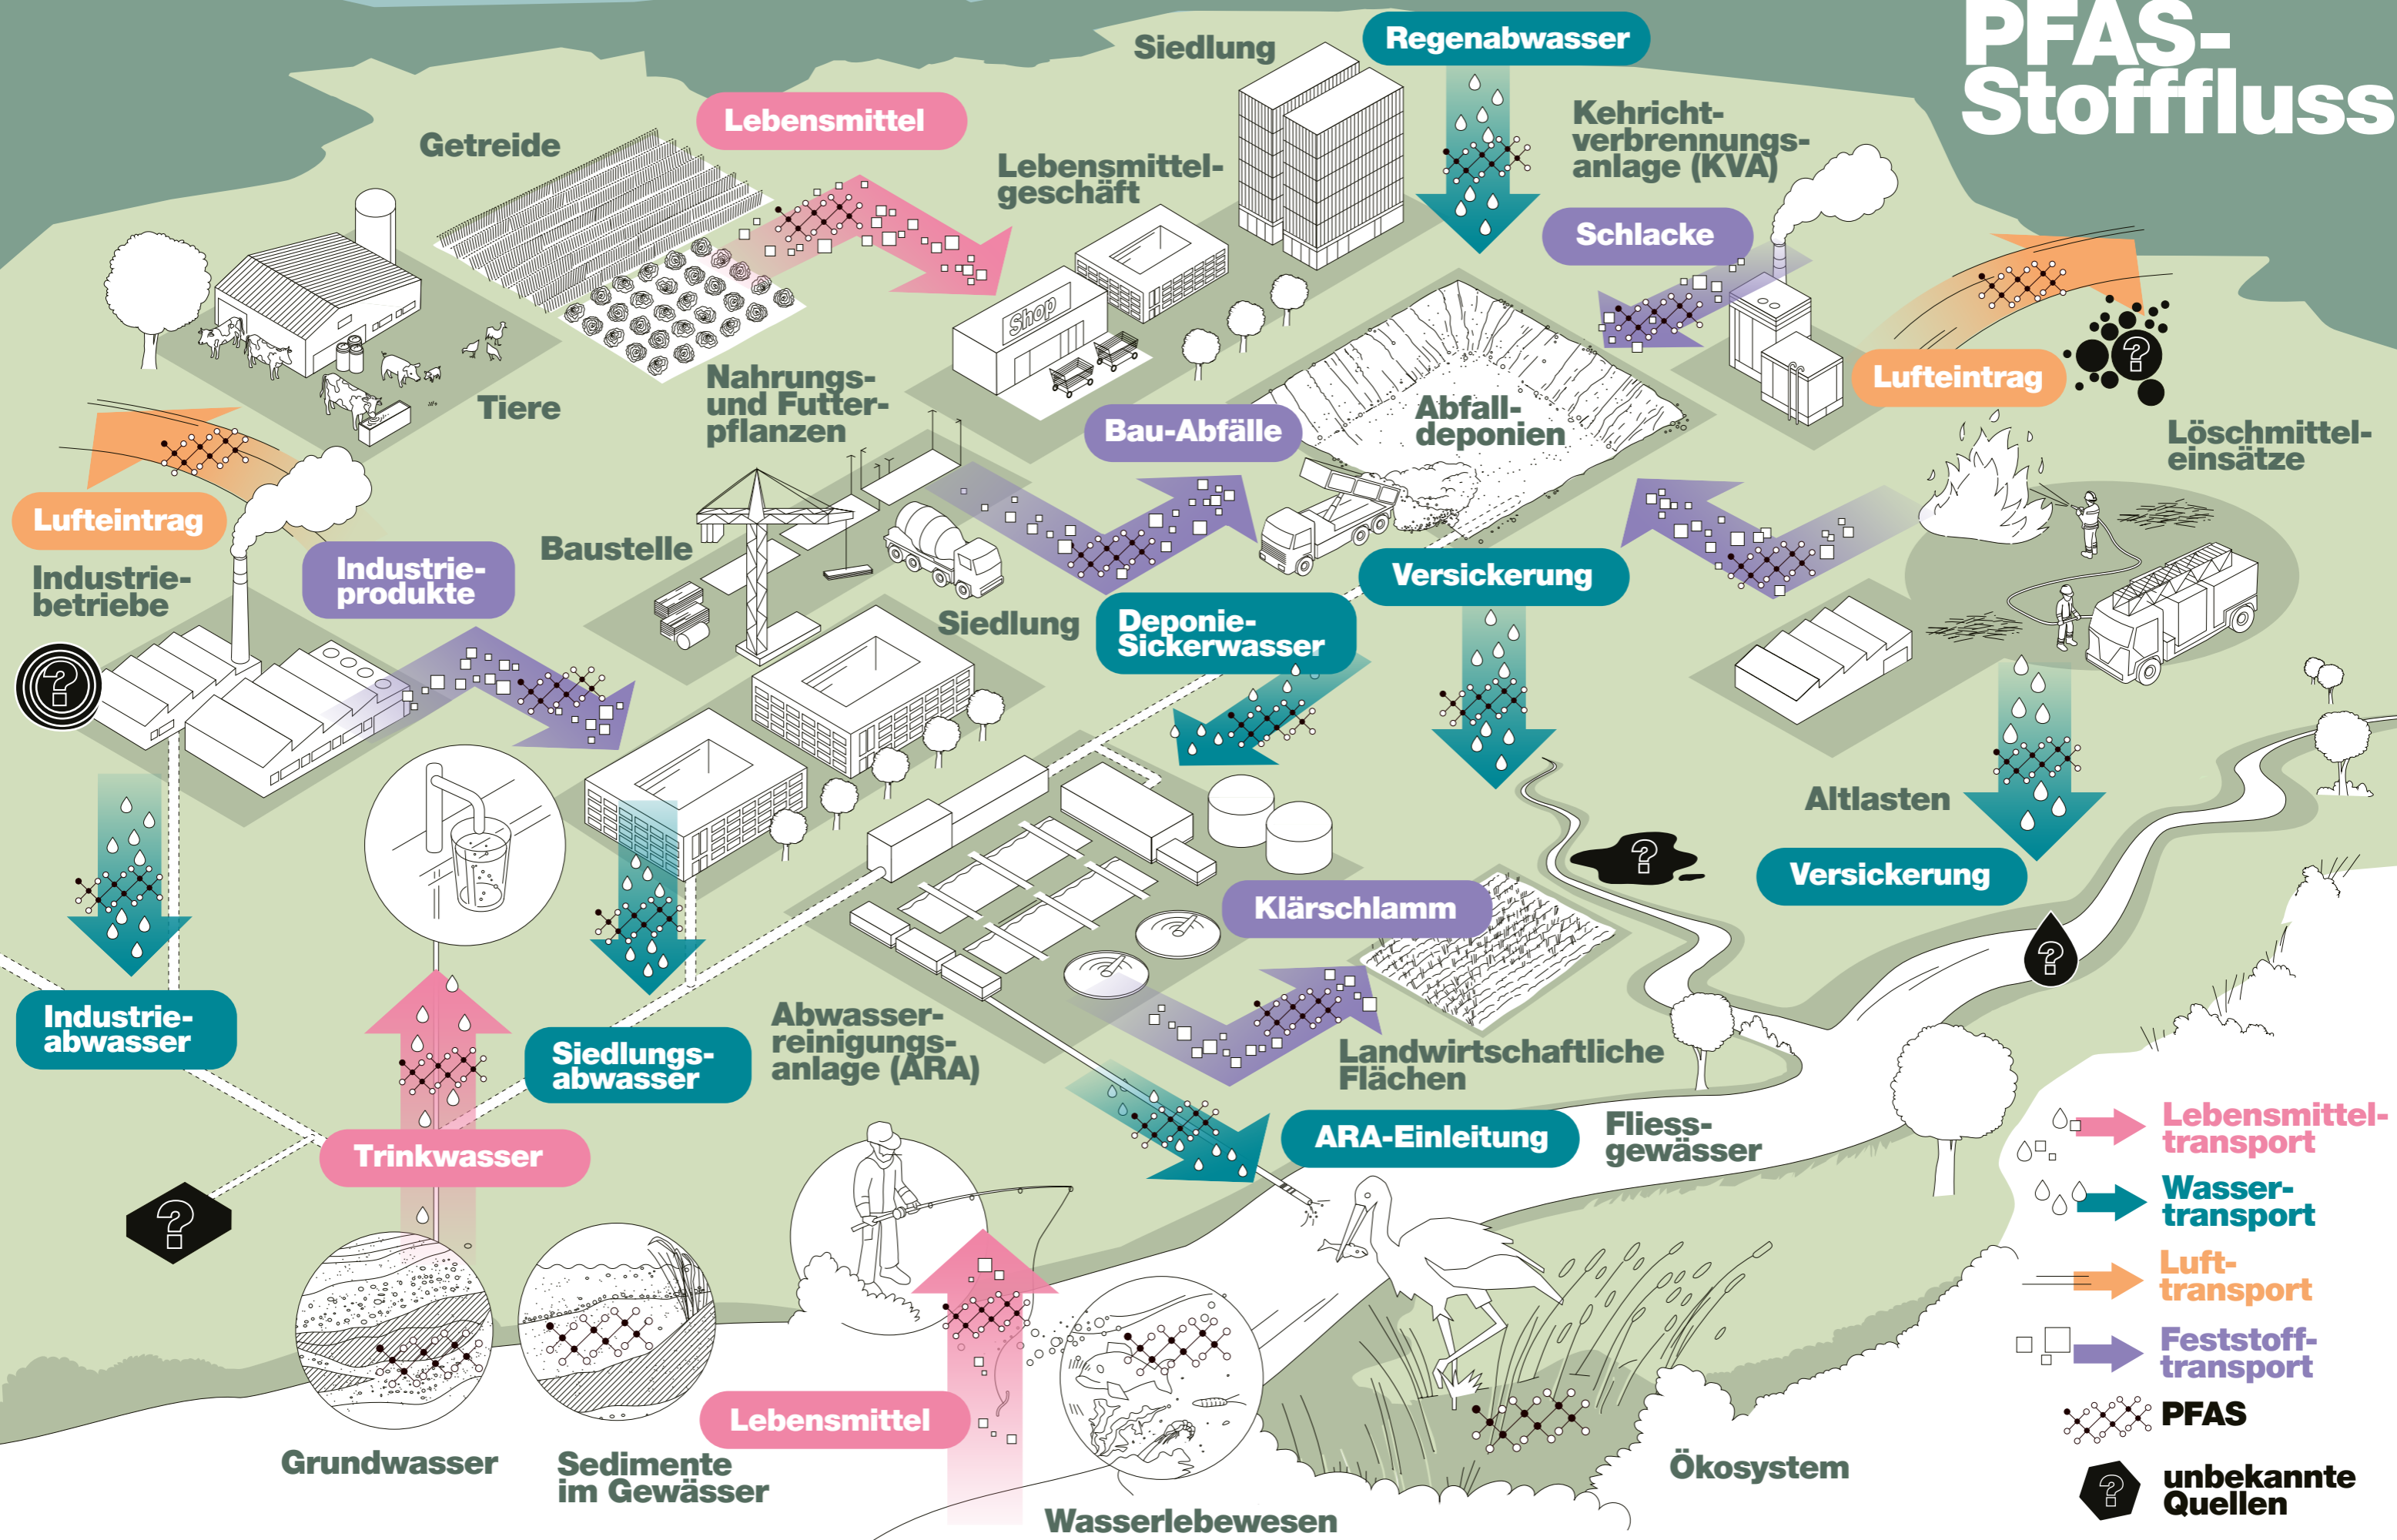 PFAS-
Stofffluss
Siedlung
Regenabwasser
Lebensmittel
Getreide
Kehricht-
verbrennungs-
anlage (KVA)
Lebensmittel-
geschäft
Schlacke
Shop
Lufteintrag
?
Nahrungs-
und Futter-
pflanzen
Tiere
Bau-Abfälle
Abfall-
deponien
Löschmittel-
einsätze
Lufteintrag
Industrie-
betriebe
Industrie-
produkte
Baustelle
Siedlung
Deponie-
Sickerwasser
Versickerung
?
Altlasten
Versickerung
?
Klärschlamm
?
Industrie-
abwasser
Siedlungs-
abwasser
Abwasser-
reinigungs-
anlage (ARA)
Landwirtschaftliche
Flächen
ARA-Einleitung
Fliess-
gewässer
Trinkwasser
?
Lebensmittel
Grundwasser
Sedimente
im Gewässer
Wasserlebewesen
Ökosystem
Lebensmittel-
transport
Wasser-
transport
Luft-
transport
Feststoff-
transport
PFAS
?
unbekannte
Quellen